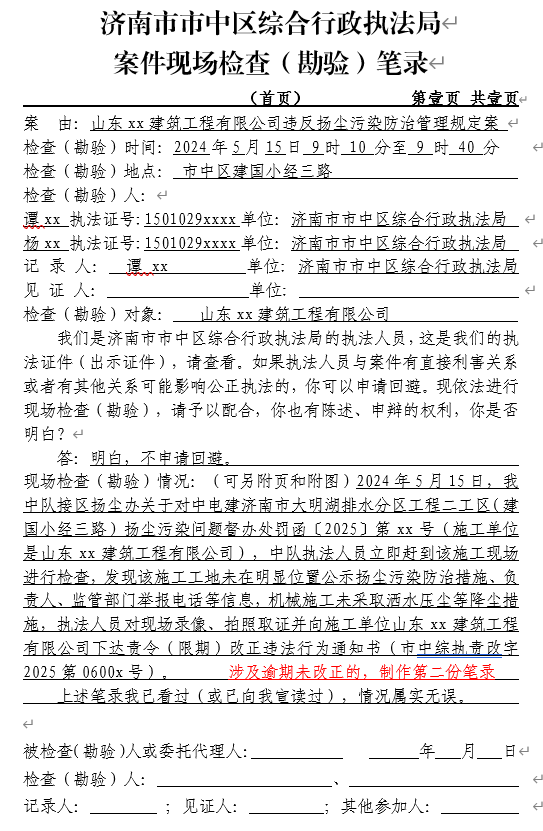 济南市市中区综合行政执法局
案件现场检查（勘验）笔录
（首页） 第壹页 共壹页
案 由：山东 xx 建筑工程有限公司违反扬尘污染防治管理规定案
检查（勘验）时间：2024 年 5 月 15 日 9 时 10 分至 9 时 40 分
检查（勘验）地点： 市中区建国小经三路
检查（勘验）人：
谭 xx 执法证号：1501029xxxx 单位：济南市市中区综合行政执法局
杨 xx 执法证号：1501029xxxx 单位：济南市市中区综合行政执法局
记 录 人： 谭 xx 单位：济南市市中区综合行政执法局
见 证 人： 单位：
检查（勘验）对象： 山东 xx 建筑工程有限公司
我们是济南市市中区综合行政执法局的执法人员，这是我们的执
法证件（出示证件），请查看。如果执法人员与案件有直接利害关系
或者有其他关系可能影响公正执法的，你可以申请回避。现依法进行
现场检查（勘验），请予以配合，你也有陈述、申辩的权利，你是否
明白？
答：明白，不申请回避。
现场检查（勘验）情况：（可另附页和附图）2024 年 5 月 15 日，我
中队接区扬尘办关于对中电建济南市大明湖排水分区工程二工区（建
国小经三路）扬尘污染问题督办处罚函〔2025〕第 xx 号（施工单位
是山东 xx 建筑工程有限公司），中队执法人员立即赶到该施工现场
进行检查，发现该施工工地未在明显位置公示扬尘污染防治措施、负
责人、监管部门举报电话等信息，机械施工未采取洒水压尘等降尘措
施，执法人员对现场录像、拍照取证并向施工单位山东 xx 建筑工程
有限公司下达责令（限期）改正违法行为通知书（市中综执责改字
2025 第 0600x 号）。 涉及逾期未改正的，制作第二份笔录
上述笔录我已看过（或已向我宣读过），情况属实无误。
被检查（勘验）人或委托代理人： 年 月 日
检查（勘验）人： 、
记录人： ；见证人： ；其他参加人：